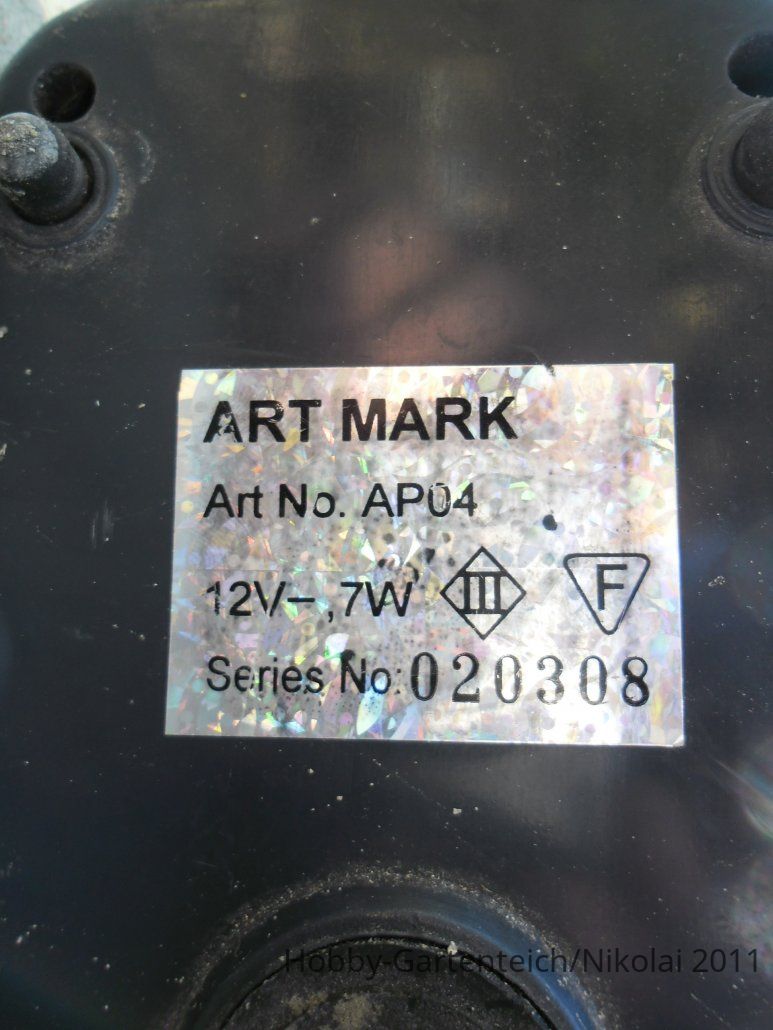 ART MARK
Art No. AP04
12V–,7W III F
Series No: 020308
Hobby-Gartenteich/Nikolai 2011